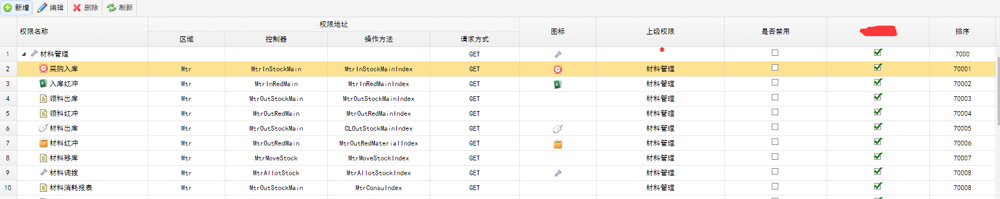 新增 编辑 删除 刷新
权限名称 权限地址 图标 上级权限 是否禁用 排序
区域 控制器 操作方法 请求方式
1 材料管理 GET 7000
2 采购入库 Mtr MtrInStockMain MtrInStockMainIndex GET 材料管理 70001
3 入库红冲 Mtr MtrInRedMain MtrInRedMainIndex GET 材料管理 70002
4 领料出库 Mtr MtrOutStockMain MtrOutStockMainIndex GET 材料管理 70003
5 领料红冲 Mtr MtrOutRedMain MtrOutRedMainIndex GET 材料管理 70004
6 材料出库 Mtr MtrOutStockMain CLOutStockMainIndex GET 材料管理 70005
7 材料红冲 Mtr MtrOutRedMain MtrOutRedMaterialIndex GET 材料管理 70006
8 材料移库 Mtr MtrMoveStock MtrMoveStockIndex GET 材料管理 70007
9 材料调拨 Mtr MtrAllotStock MtrAllotStockIndex GET 材料管理 70008
10 材料消耗报表 Mtr MtrOutStockMain MtrConsuIndex GET 材料管理 70008